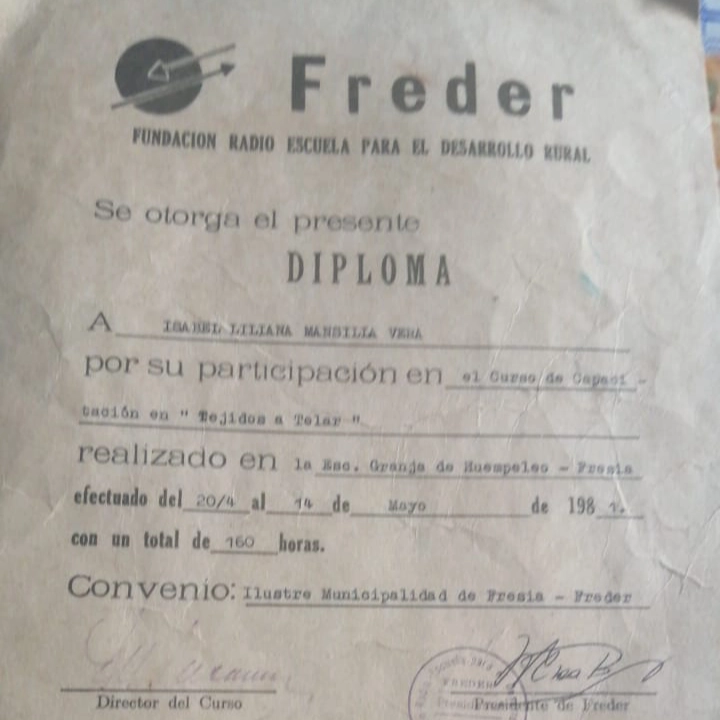 Freder
FUNDACION RADIO ESCUELA PARA EL DESARROLLO RURAL
Se otorga el presente
DIPLOMA
A ISABEL LILIANA MANSILLA VERA
por su participación en el Curso de Capaci -
tación en " Tejidos a Telar "
realizado en la Esc. Granja de Huempeleo - Fresia
efectuado del 20/4 al 14 de Mayo de 198
con un total de 160 horas.
Convenio: Ilustre Municipalidad de Fresia - Freder
Director del Curso
Presidente de Freder